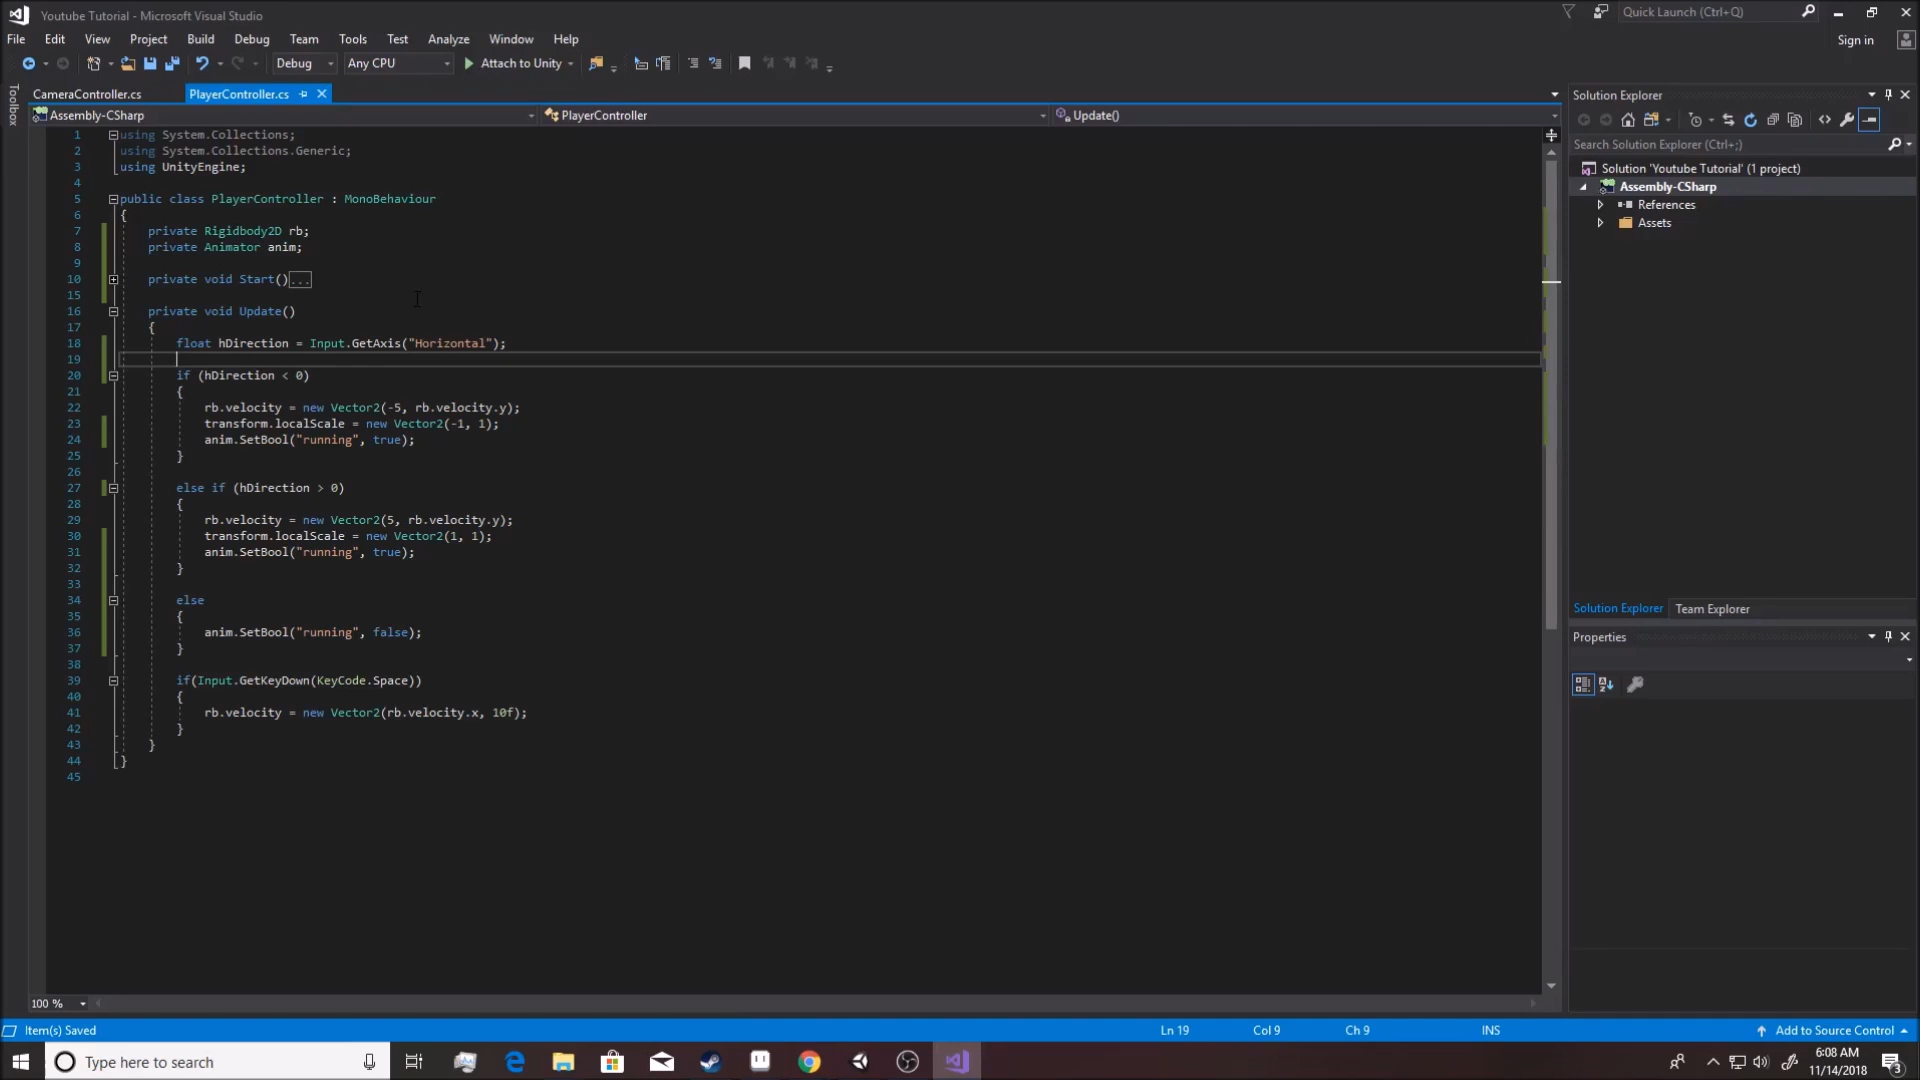 Youtube Tutorial - Microsoft Visual Studio
Quick Launch (Ctrl+Q)
File Edit View Project Build Debug Team Tools Test Analyze Window Help
Sign in
Debug Any CPU Attach to Unity
Toolbox
CameraController.cs PlayerController.cs
Assembly-CSharp PlayerController Update()
1 using System.Collections;
2 using System.Collections.Generic;
3 using UnityEngine;
4
5 public class PlayerController : MonoBehaviour
6 {
7 private Rigidbody2D rb;
8 private Animator anim;
9
10 private void Start()...
15
16 private void Update()
17 {
18 float hDirection = Input.GetAxis("Horizontal");
19
20 if (hDirection < 0)
21 {
22 rb.velocity = new Vector2(-5, rb.velocity.y);
23 transform.localScale = new Vector2(-1, 1);
24 anim.SetBool("running", true);
25 }
26
27 else if (hDirection > 0)
28 {
29 rb.velocity = new Vector2(5, rb.velocity.y);
30 transform.localScale = new Vector2(1, 1);
31 anim.SetBool("running", true);
32 }
33
34 else
35 {
36 anim.SetBool("running", false);
37 }
38
39 if(Input.GetKeyDown(KeyCode.Space))
40 {
41 rb.velocity = new Vector2(rb.velocity.x, 10f);
42 }
43 }
44 }
45
100 %
Solution Explorer
Search Solution Explorer (Ctrl+;)
Solution 'Youtube Tutorial' (1 project)
Assembly-CSharp
References
Assets
Solution Explorer Team Explorer
Properties
Item(s) Saved Ln 19 Col 9 Ch 9 INS Add to Source Control
Type here to search
6:08 AM
11/14/2018
3